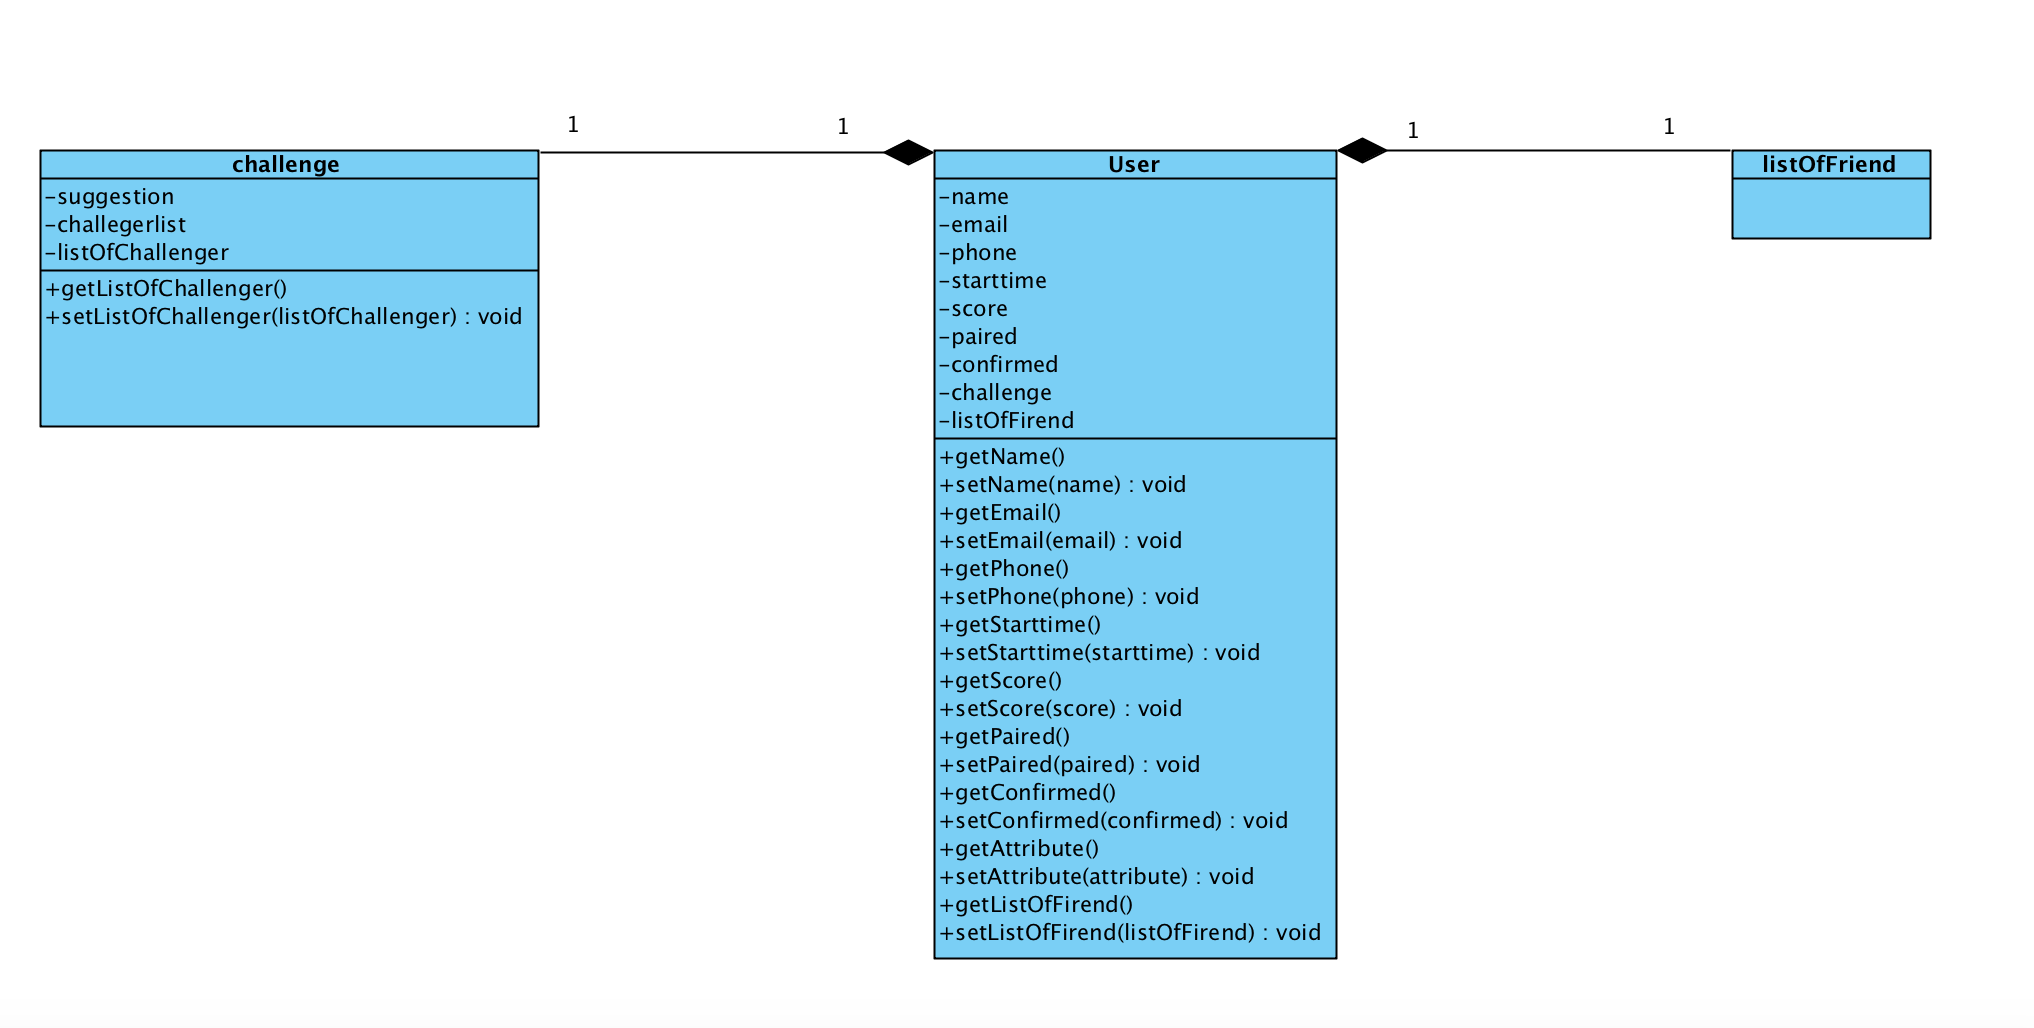 1
1
1
1
challenge
-suggestion
-challegerlist
-listOfChallenger
+getListOfChallenger()
+setListOfChallenger(listOfChallenger) : void
User
-name
-email
-phone
-starttime
-score
-paired
-confirmed
-challenge
-listOfFirend
+getName()
+setName(name) : void
+getEmail()
+setEmail(email) : void
+getPhone()
+setPhone(phone) : void
+getStarttime()
+setStarttime(starttime) : void
+getScore()
+setScore(score) : void
+getPaired()
+setPaired(paired) : void
+getConfirmed()
+setConfirmed(confirmed) : void
+getAttribute()
+setAttribute(attribute) : void
+getListOfFirend()
+setListOfFirend(listOfFirend) : void
listOfFriend